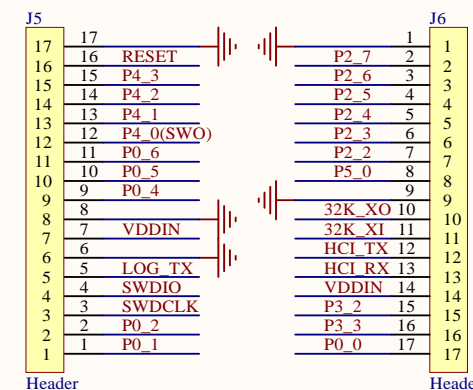 J5
17 17
16 16 RESET
15 15 P4_3
14 14 P4_2
13 13 P4_1
12 12 P4_0(SWO)
11 11 P0_6
10 10 P0_5
9 9 P0_4
8 8
7 7 VDDIN
6 6
5 5 LOG_TX
4 4 SWDIO
3 3 SWDCLK
2 2 P0_2
1 1 P0_1
Header
J6
1 1
P2_7 2 2
P2_6 3 3
P2_5 4 4
P2_4 5 5
P2_3 6 6
P2_2 7 7
P5_0 8 8
9 9
32K_XO 10 10
32K_XI 11 11
HCI_TX 12 12
HCI_RX 13 13
VDDIN 14 14
P3_2 15 15
P3_3 16 16
P0_0 17 17
Heade